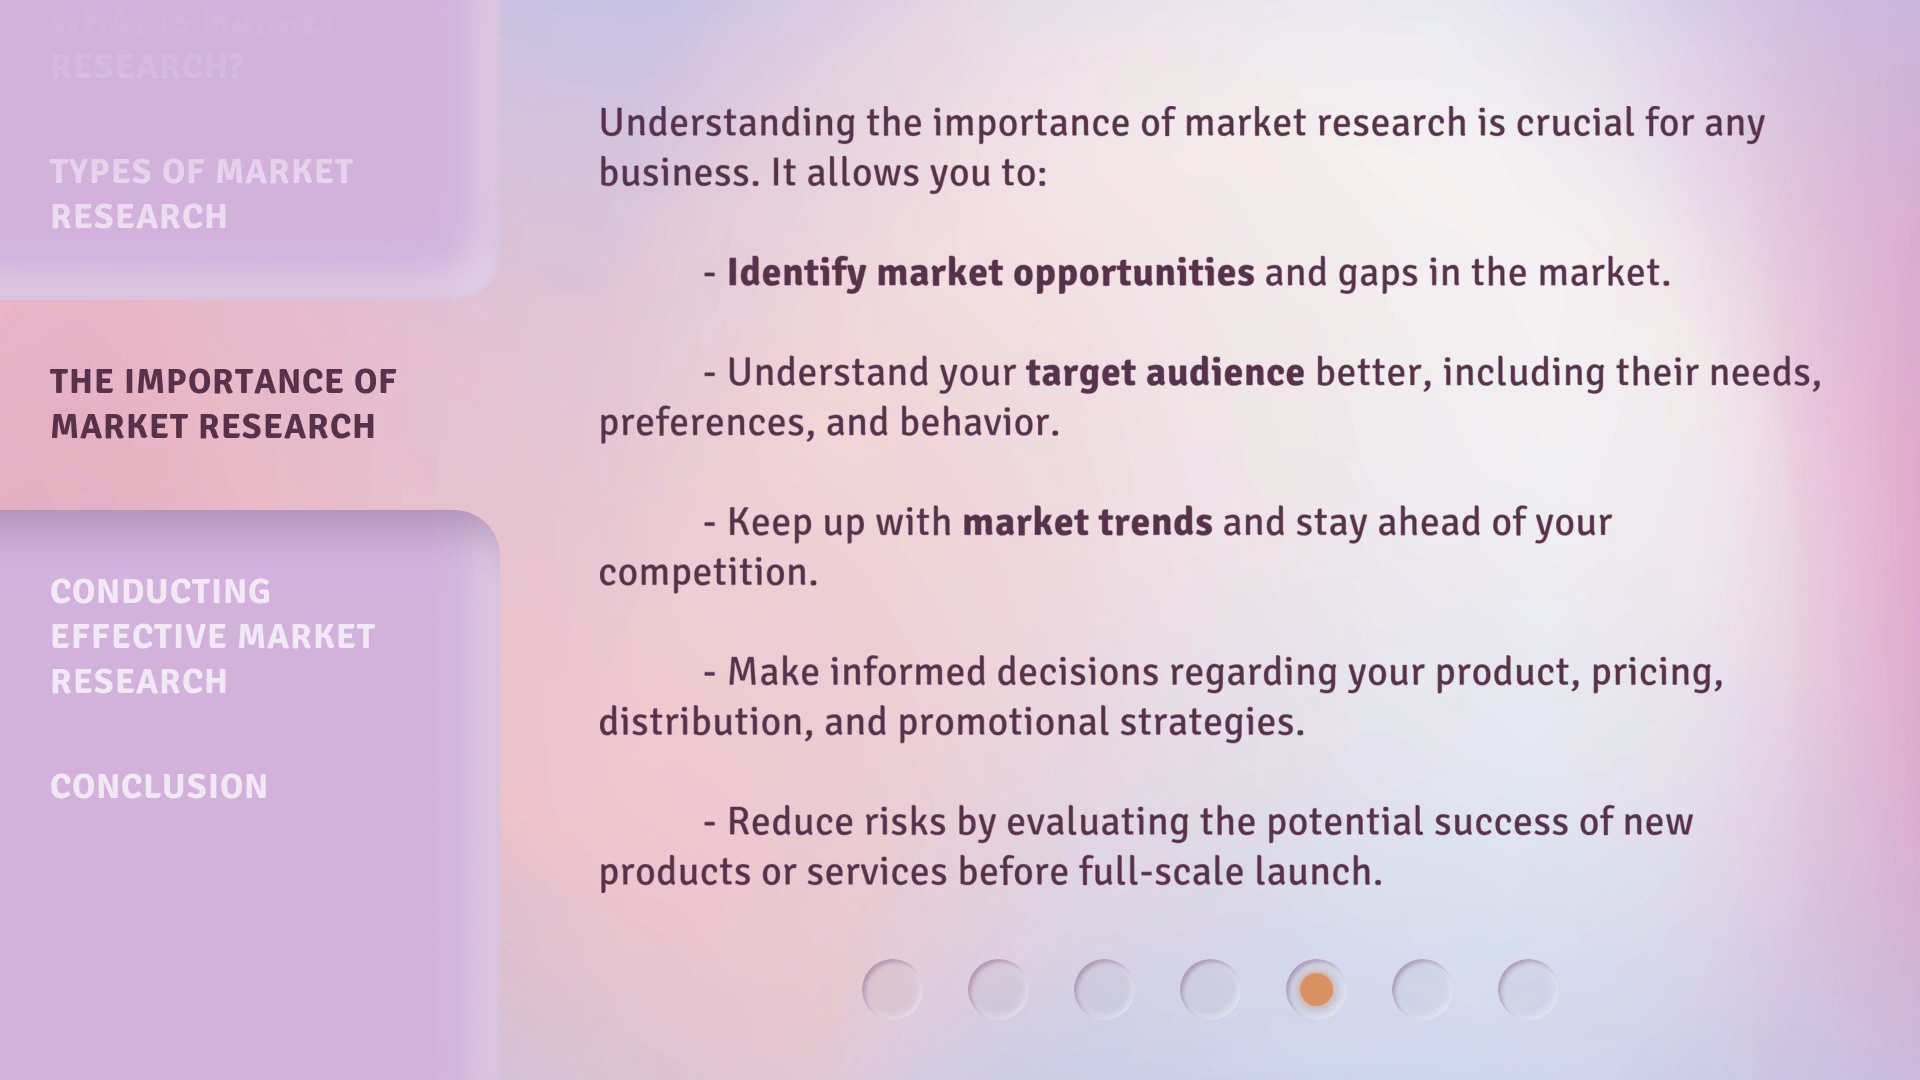 WHAT IS MARKET
RESEARCH?
TYPES OF MARKET
RESEARCH
THE IMPORTANCE OF
MARKET RESEARCH
CONDUCTING
EFFECTIVE MARKET
RESEARCH
CONCLUSION
Understanding the importance of market research is crucial for any
business. It allows you to:
- Identify market opportunities and gaps in the market.
- Understand your target audience better, including their needs,
preferences, and behavior.
- Keep up with market trends and stay ahead of your
competition.
- Make informed decisions regarding your product, pricing,
distribution, and promotional strategies.
- Reduce risks by evaluating the potential success of new
products or services before full-scale launch.